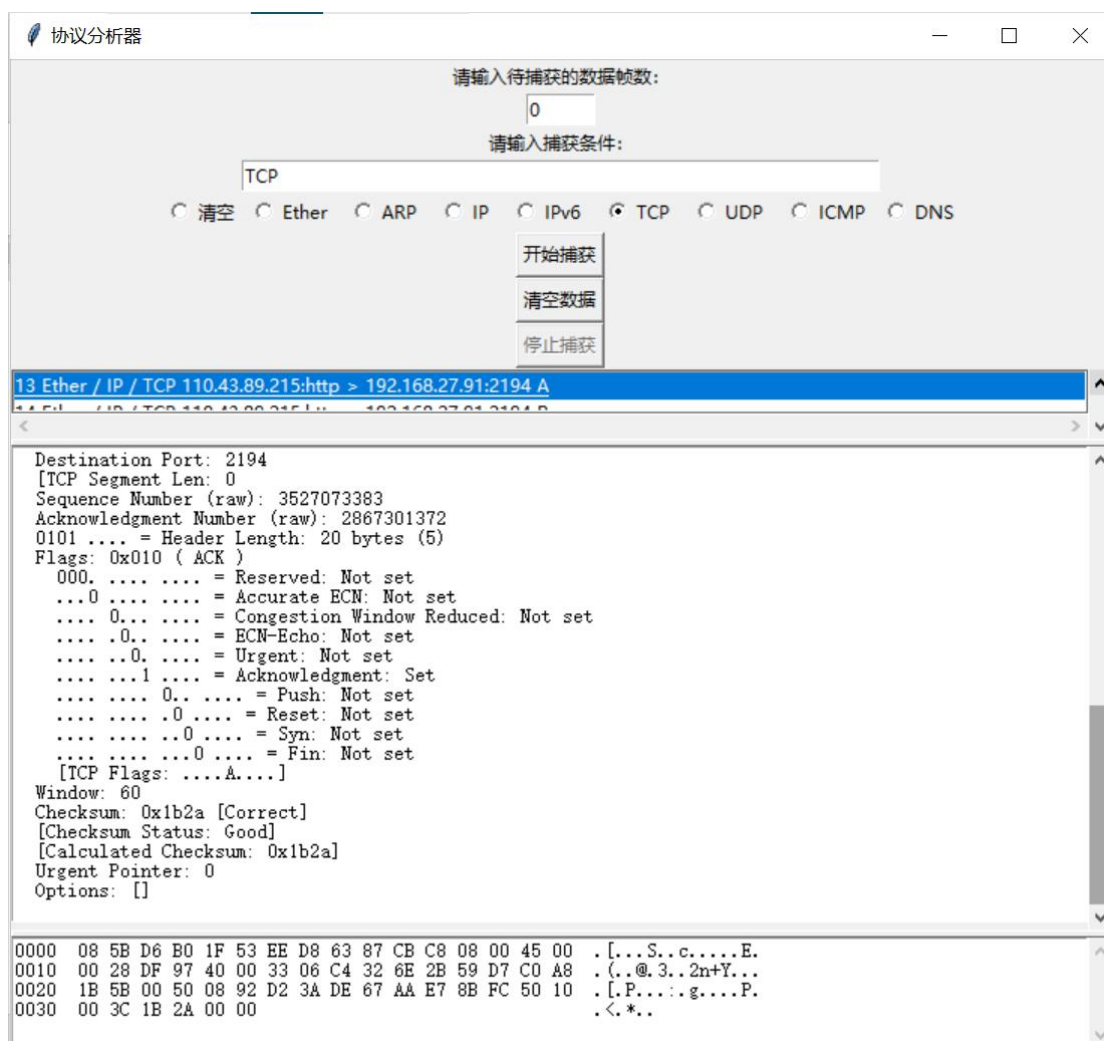 协议分析器
请输入待捕获的数据帧数:
0
请输入捕获条件:
TCP
清空 Ether ARP IP IPv6 TCP UDP ICMP DNS
开始捕获
清空数据
停止捕获
13 Ether / IP / TCP 110.43.89.215:http > 192.168.27.91:2194 A
Destination Port: 2194
[TCP Segment Len: 0
Sequence Number (raw): 3527073383
Acknowledgment Number (raw): 2867301372
0101 .... = Header Length: 20 bytes (5)
Flags: 0x010 ( ACK )
000. .... .... = Reserved: Not set
...0 .... .... = Accurate ECN: Not set
.... 0... .... = Congestion Window Reduced: Not set
.... .0.. .... = ECN-Echo: Not set
.... ..0. .... = Urgent: Not set
.... ...1 .... = Acknowledgment: Set
.... .... 0.. .... = Push: Not set
.... .... .0 .... = Reset: Not set
.... .... ..0 .... = Syn: Not set
.... .... ...0 .... = Fin: Not set
[TCP Flags: ....A....]
Window: 60
Checksum: 0x1b2a [Correct]
[Checksum Status: Good]
[Calculated Checksum: 0x1b2a]
Urgent Pointer: 0
Options: []
0000 08 5B D6 B0 1F 53 EE D8 63 87 CB C8 08 00 45 00 .[...S..c.....E.
0010 00 28 DF 97 40 00 33 06 C4 32 6E 2B 59 D7 C0 A8 .(..@.3..2n+Y...
0020 1B 5B 00 50 08 92 D2 3A DE 67 AA E7 8B FC 50 10 .[.P...:.g....P.
0030 00 3C 1B 2A 00 00 .<.*..